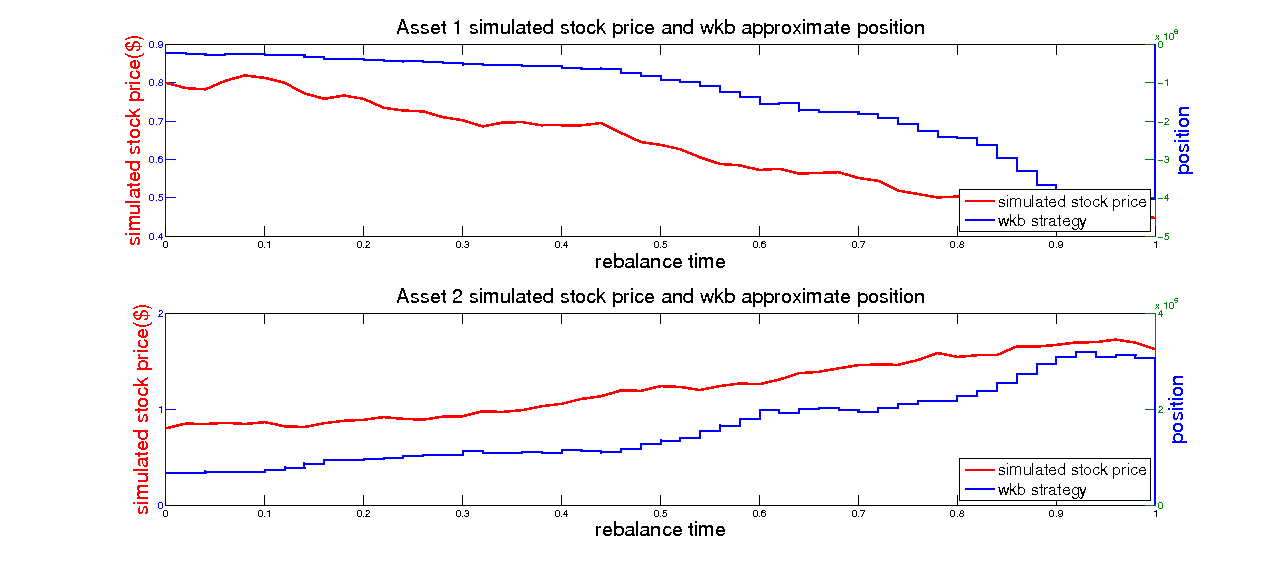 Asset 1 simulated stock price and wkb approximate position
simulated stock price($)
0.9
0.8
0.7
0.6
0.5
0.4
0 0.1 0.2 0.3 0.4 0.5 0.6 0.7 0.8 0.9 1
rebalance time
0
-1
-2
-3
-4
-5
position
simulated stock price
wkb strategy
Asset 2 simulated stock price and wkb approximate position
simulated stock price($)
2
1
0
0 0.1 0.2 0.3 0.4 0.5 0.6 0.7 0.8 0.9 1
rebalance time
4
2
0
position
simulated stock price
wkb strategy